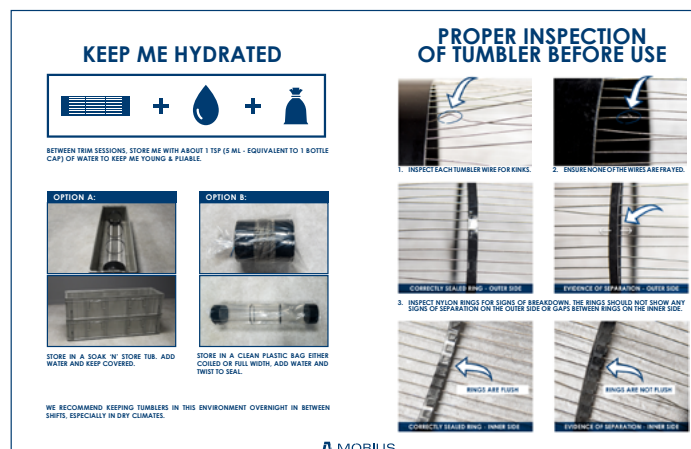 KEEP ME HYDRATED
BETWEEN TRIM SESSIONS, STORE ME WITH ABOUT 1 TSP (5 ML - EQUIVALENT TO 1 BOTTLE
CAP) OF WATER TO KEEP ME YOUNG & PLIABLE.
OPTION A:
OPTION B:
STORE IN A SOAK 'N' STORE TUB. ADD
WATER AND KEEP COVERED.
STORE IN A CLEAN PLASTIC BAG EITHER
COILED OR FULL WIDTH, ADD WATER AND
TWIST TO SEAL.
WE RECOMMEND KEEPING TUMBLERS IN THIS ENVIRONMENT OVERNIGHT IN BETWEEN
SHIFTS, ESPECIALLY IN DRY CLIMATES.
PROPER INSPECTION
OF TUMBLER BEFORE USE
1. INSPECT EACH TUMBLER WIRE FOR KINKS.
2. ENSURE NONE OF THE WIRES ARE FRAYED.
CORRECTLY SEALED RING - OUTER SIDE
EVIDENCE OF SEPARATION - OUTER SIDE
3. INSPECT NYLON RINGS FOR SIGNS OF BREAKDOWN. THE RINGS SHOULD NOT SHOW ANY
SIGNS OF SEPARATION ON THE OUTER SIDE OR GAPS BETWEEN RINGS ON THE INNER SIDE.
RINGS ARE FLUSH
RINGS ARE NOT FLUSH
CORRECTLY SEALED RING - INNER SIDE
EVIDENCE OF SEPARATION - INNER SIDE
MOBIUS